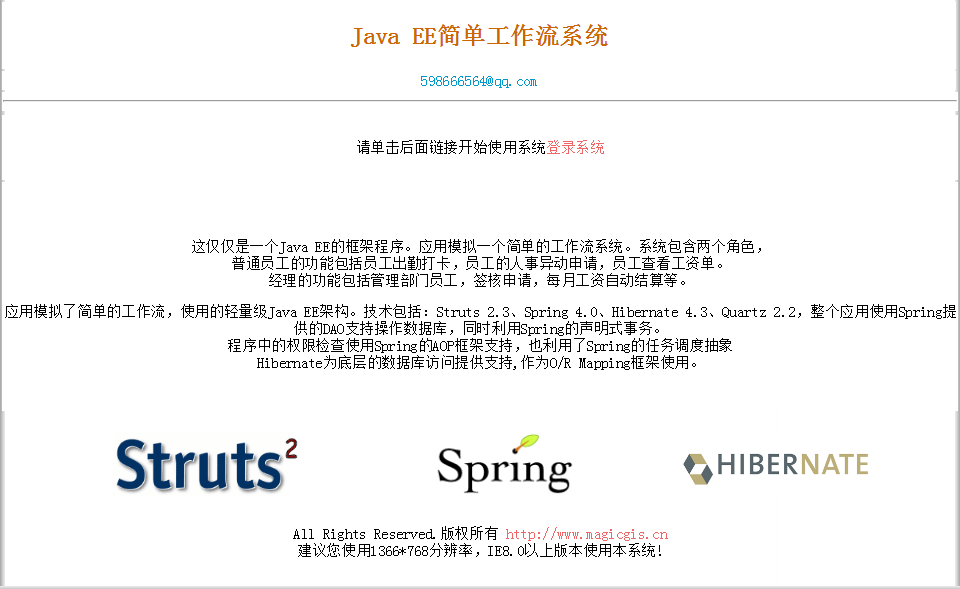 Java EE简单工作流系统
598666564@qq.com
请单击后面链接开始使用系统登录系统
这仅仅是一个Java EE的框架程序。应用模拟一个简单的工作流系统。系统包含两个角色，
普通员工的功能包括员工出勤打卡，员工的人事异动申请，员工查看工资单。
经理的功能包括管理部门员工，签核申请，每月工资自动结算等。
应用模拟了简单的工作流，使用的轻量级Java EE架构。技术包括：Struts 2.3、Spring 4.0、Hibernate 4.3、Quartz 2.2，整个应用使用Spring提
供的DAO支持操作数据库，同时利用Spring的声明式事务。
程序中的权限检查使用Spring的AOP框架支持，也利用了Spring的任务调度抽象
Hibernate为底层的数据库访问提供支持,作为O/R Mapping框架使用。
Struts2 Spring HIBERNATE
All Rights Reserved.版权所有 http://www.magicgis.cn
建议您使用1366*768分辨率，IE8.0以上版本使用本系统!